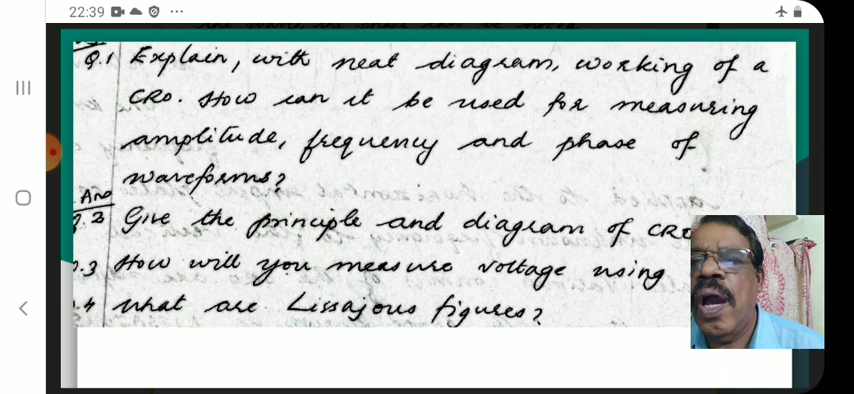 22:39
Q.1 Explain, with neat diagram, working of a
CRO. How can it be used for measuring
amplitude, frequency and phase of
waveforms?
Ans
Q.2 Give the principle and diagram of CRO
Q.3 How will you measure voltage using
Q.4 What are Lissajous figures?